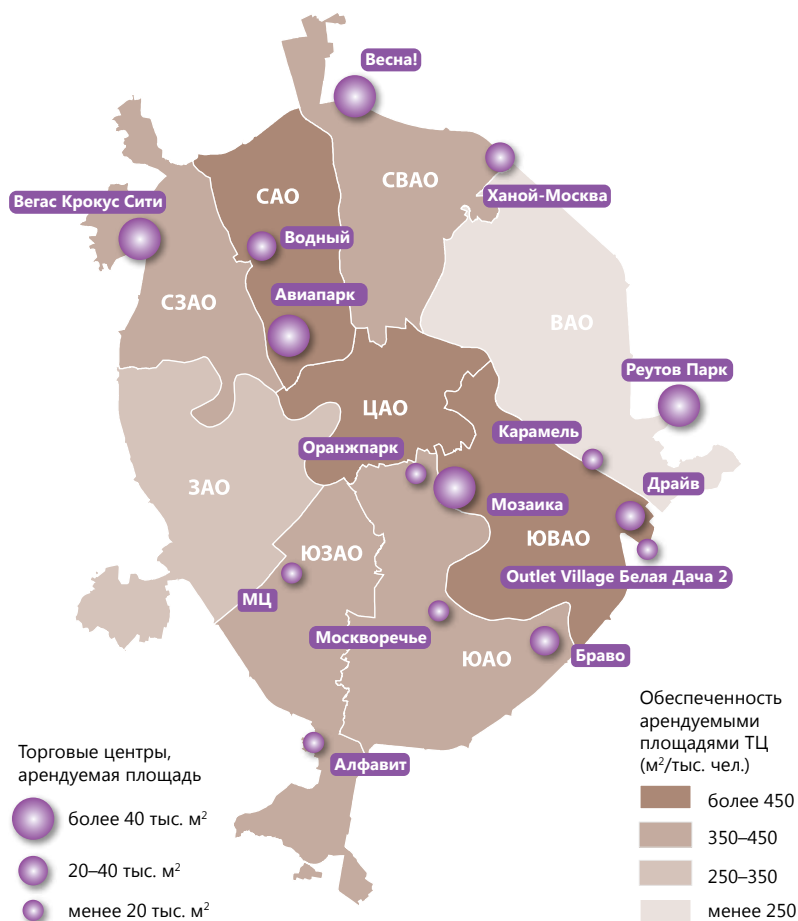 Весна!
СВАО
Ханой-Москва
САО
Вегас Крокус Сити
Водный
Авиапарк
СЗАО
ВАО
Реутов Парк
ЦАО
Карамель
Оранжпарк
Драйв
ЗАО
Мозаика
ЮВАО
ЮЗАО
Outlet Village Белая Дача 2
МЦ
Москворечье
ЮАО
Браво
Алфавит
Торговые центры,
арендуемая площадь
более 40 тыс. м²
20–40 тыс. м²
менее 20 тыс. м²
Обеспеченность
арендуемыми
площадями ТЦ
(м²/тыс. чел.)
более 450
350–450
250–350
менее 250